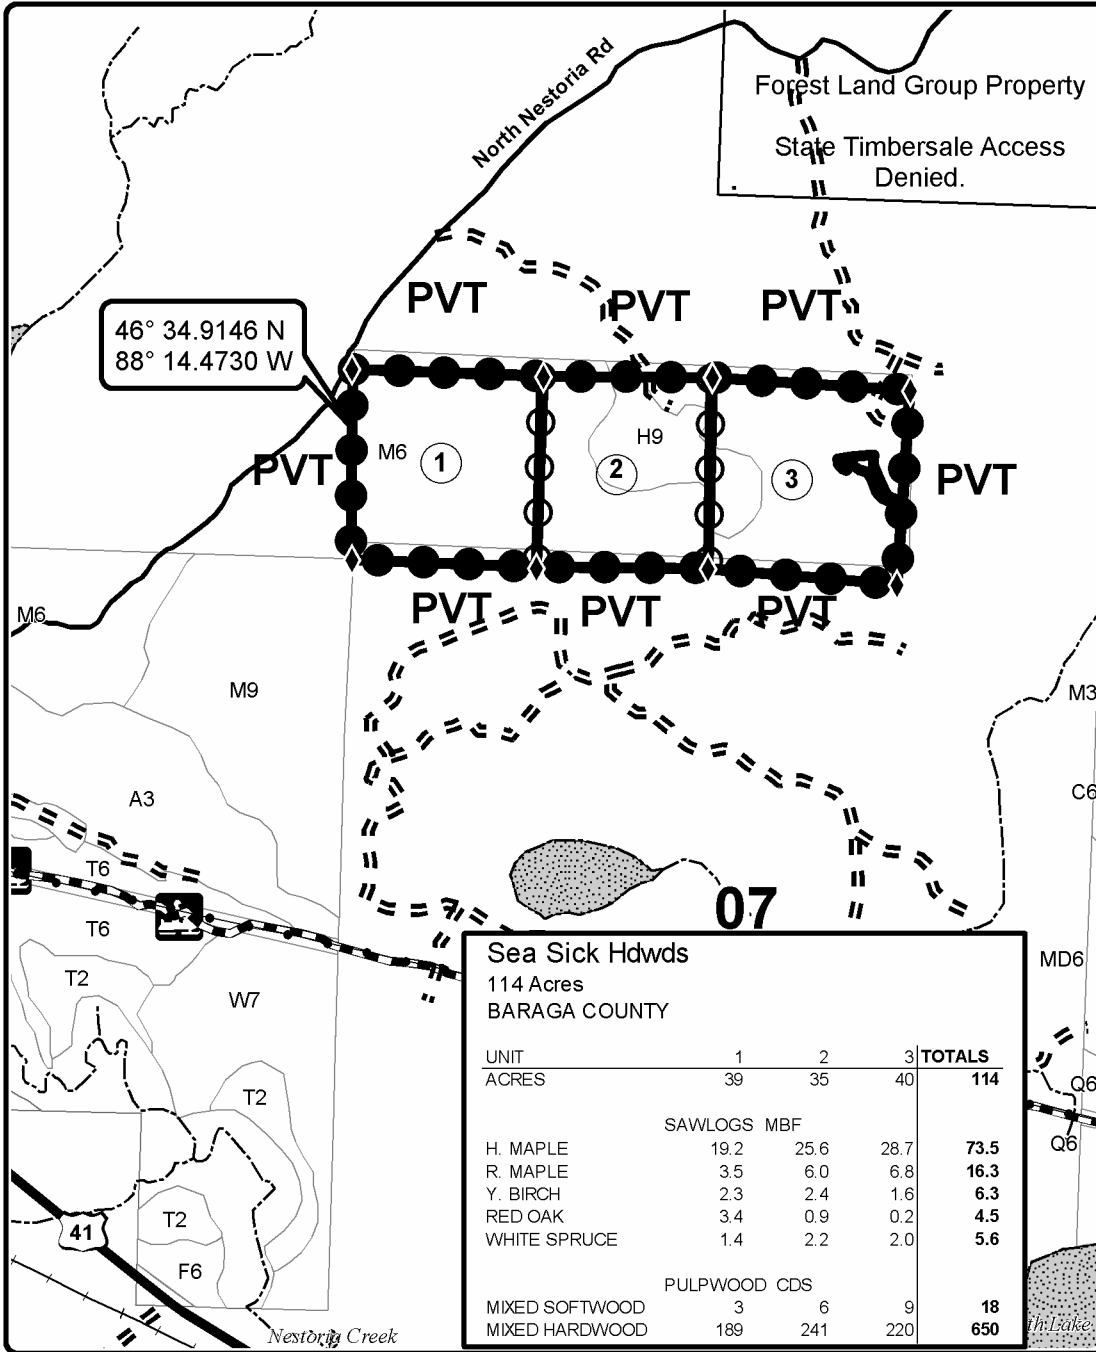 North Nestoria Rd
Forest Land Group Property
State Timbersale Access
Denied.
PVT PVT PVT
46° 34.9146 N
88° 14.4730 W
PVT M6 1 2 H9 3 PVT
PVT PVT PVT
M6
M9
M3
A3
C6
T6
T6
07
T2
W7
MD6
T2
Q6
Q6
T2
41
F6
Nestoria Creek
Sea Sick Hdwds
114 Acres
BARAGA COUNTY
UNIT 1 2 3 TOTALS
ACRES 39 35 40 114
SAWLOGS MBF
H. MAPLE 19.2 25.6 28.7 73.5
R. MAPLE 3.5 6.0 6.8 16.3
Y. BIRCH 2.3 2.4 1.6 6.3
RED OAK 3.4 0.9 0.2 4.5
WHITE SPRUCE 1.4 2.2 2.0 5.6
PULPWOOD CDS
MIXED SOFTWOOD 3 6 9 18
MIXED HARDWOOD 189 241 220 650
th Lake